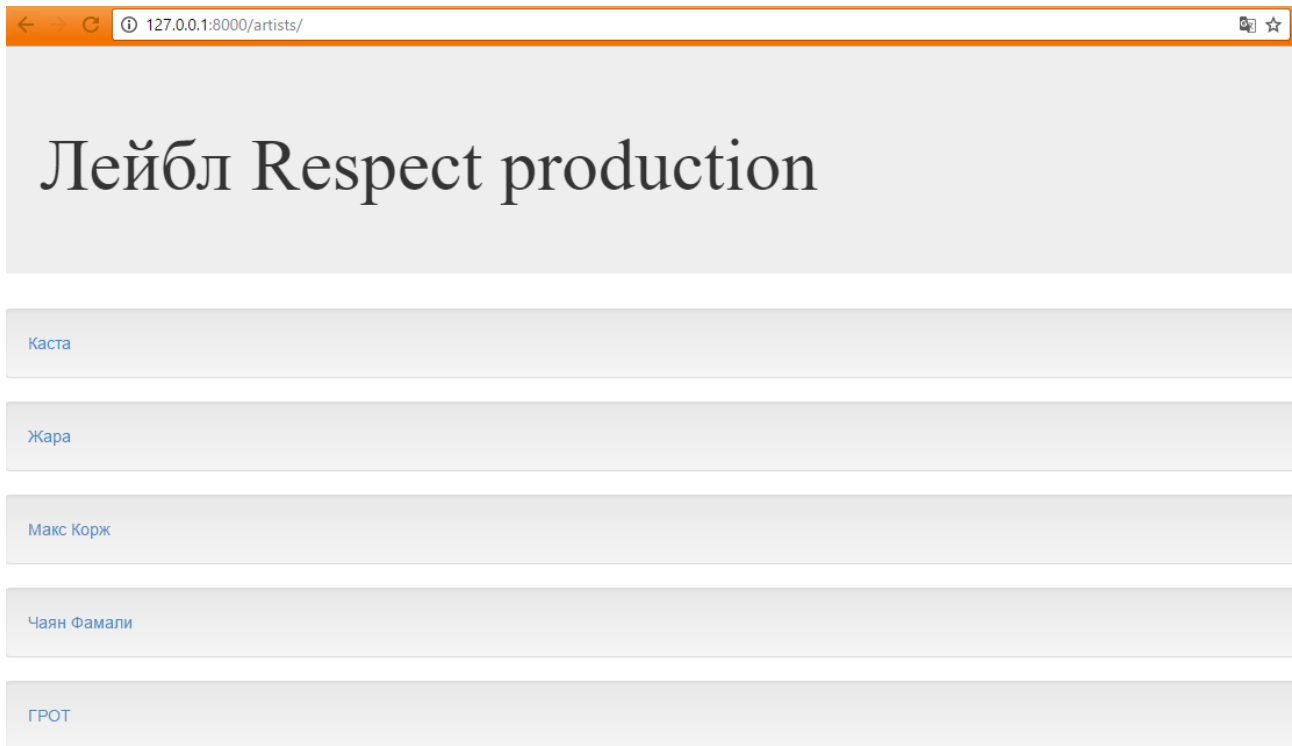 127.0.0.1:8000/artists/
Лейбл Respect production
Каста
Жара
Макс Корж
Чаян Фамали
ГРОТ